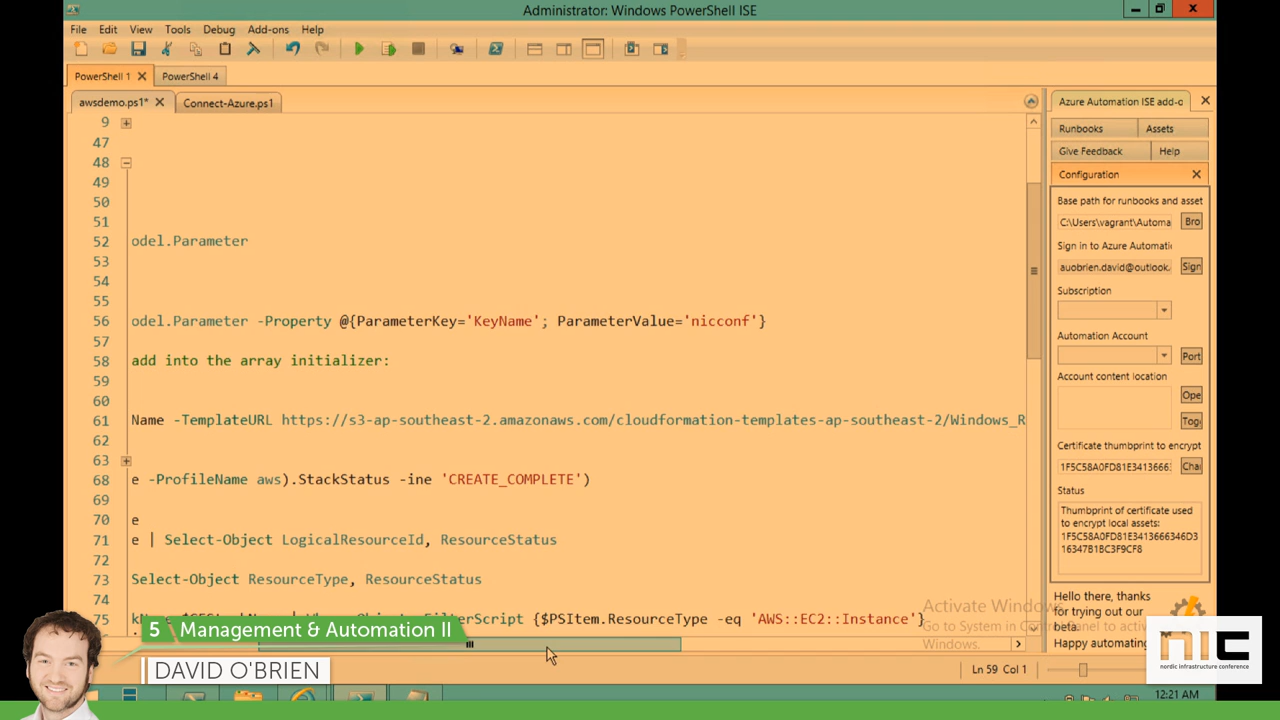 Administrator: Windows PowerShell ISE
File Edit View Tools Debug Add-ons Help
PowerShell 1 PowerShell 4
awsdemo.ps1* Connect-Azure.ps1
9
47
48
49
50
51
52 odel.Parameter
53
54
55
56 odel.Parameter -Property @{ParameterKey='KeyName'; ParameterValue='nicconf'}
57
58 add into the array initializer:
59
60
61 Name -TemplateURL https://s3-ap-southeast-2.amazonaws.com/cloudformation-templates-ap-southeast-2/Windows_R
62
63
68 e -ProfileName aws).StackStatus -ine 'CREATE_COMPLETE')
69
70 e
71 e | Select-Object LogicalResourceId, ResourceStatus
72
73 Select-Object ResourceType, ResourceStatus
74
75 {$PSItem.ResourceType -eq 'AWS::EC2::Instance'}
Ln 59 Col 1
Azure Automation ISE add-o
Runbooks Assets
Give Feedback Help
Configuration
Base path for runbooks and asset
C:\Users\vagrant\Automa Bro
Sign in to Azure Automati
auobrien.david@outlook. Sign
Subscription
Automation Account
Port
Account content location
Ope
Tog
Certificate thumbprint to encrypt
1F5C58A0FD81E3413666: Cha
Status
Thumbprint of certificate used
to encrypt local assets:
1F5C58A0FD81E3413666346D3
16347B1BC3F9CF8
Hello there, thanks
for trying out our
beta.
Happy automating
Activate Windows
Go to System in Control Panel to activ
Windows.
12:21 AM
5 Management & Automation II
DAVID O'BRIEN
nic
nordic infrastructure conference